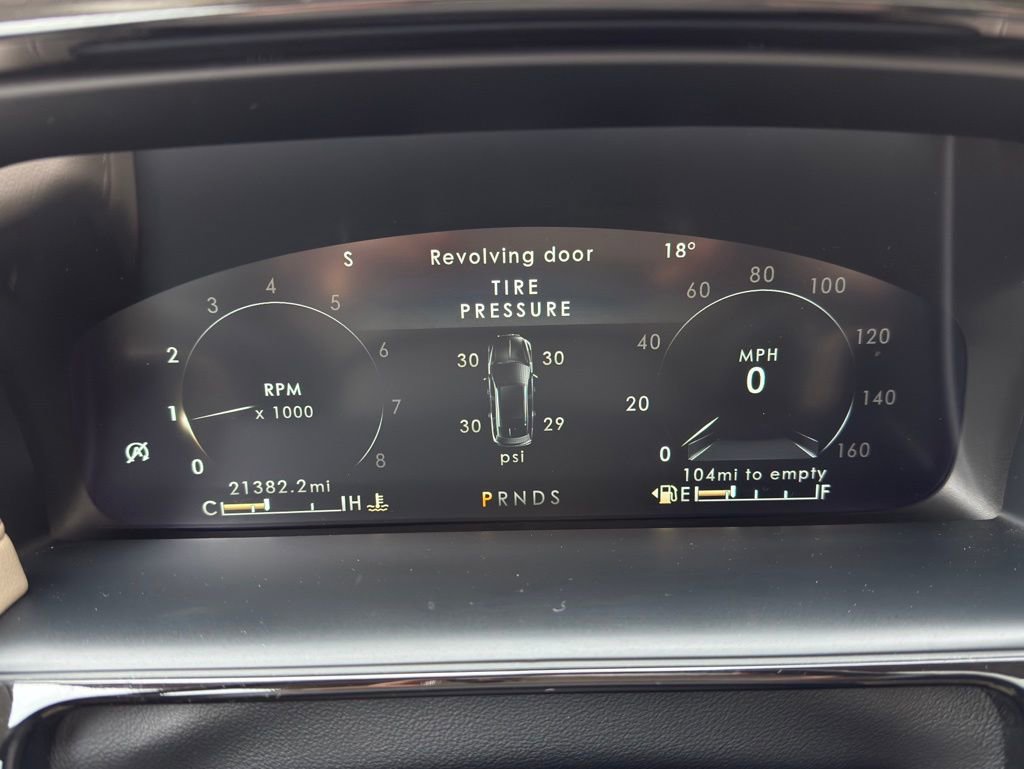 S Revolving door 18°
TIRE
PRESSURE
4 80
3 5 60 100
2 6 40 120
30 30
RPM MPH
x 1000 0
1 7 20 140
30 29
psi
0 8 0 160
21382.2mi 104mi to empty
C H PRNDS E F